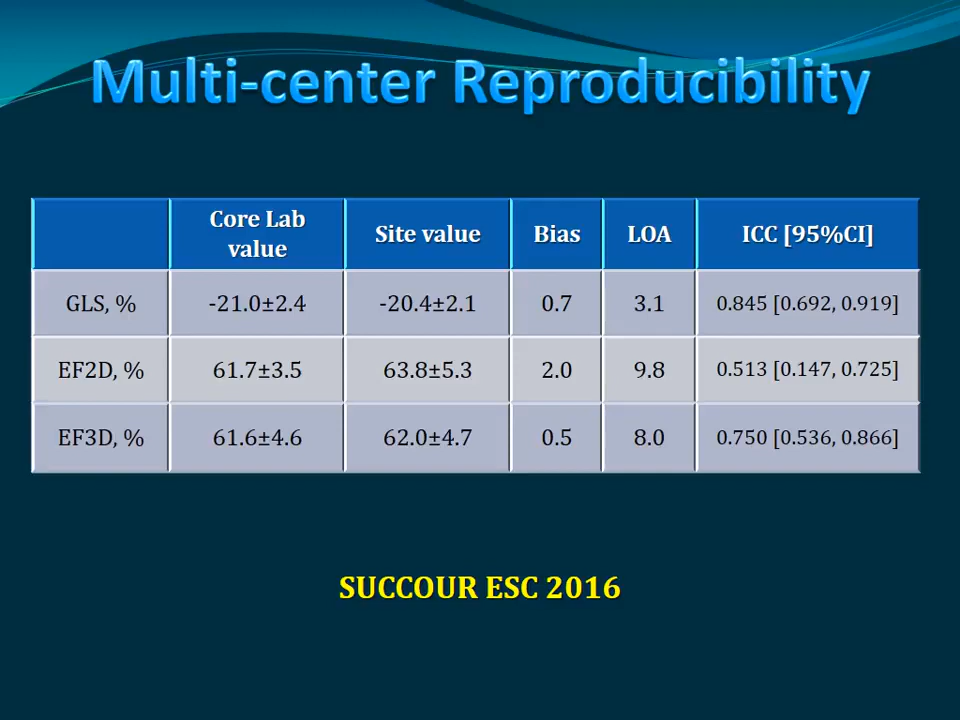 Multi-center Reproducibility
Core Lab value Site value Bias LOA ICC [95%CI]
GLS, % -21.0±2.4 -20.4±2.1 0.7 3.1 0.845 [0.692, 0.919]
EF2D, % 61.7±3.5 63.8±5.3 2.0 9.8 0.513 [0.147, 0.725]
EF3D, % 61.6±4.6 62.0±4.7 0.5 8.0 0.750 [0.536, 0.866]
SUCCOUR ESC 2016